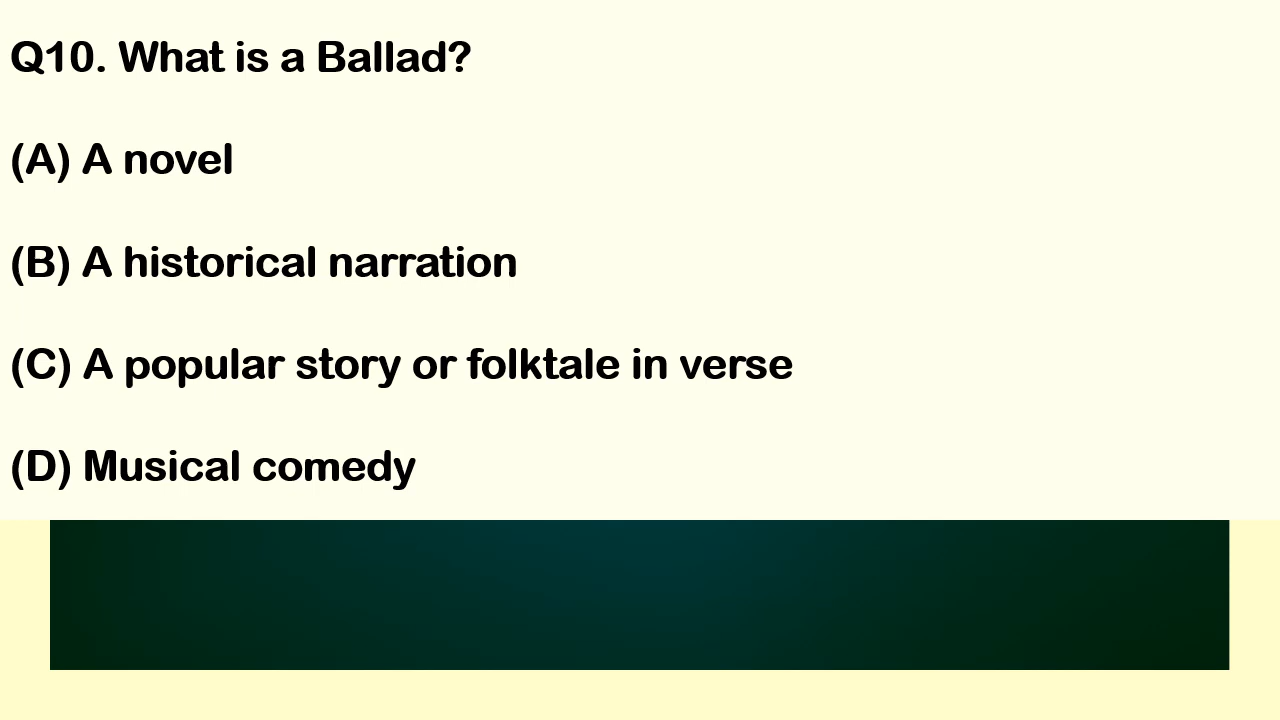 Q10. What is a Ballad?
(A) A novel
(B) A historical narration
(C) A popular story or folktale in verse
(D) Musical comedy